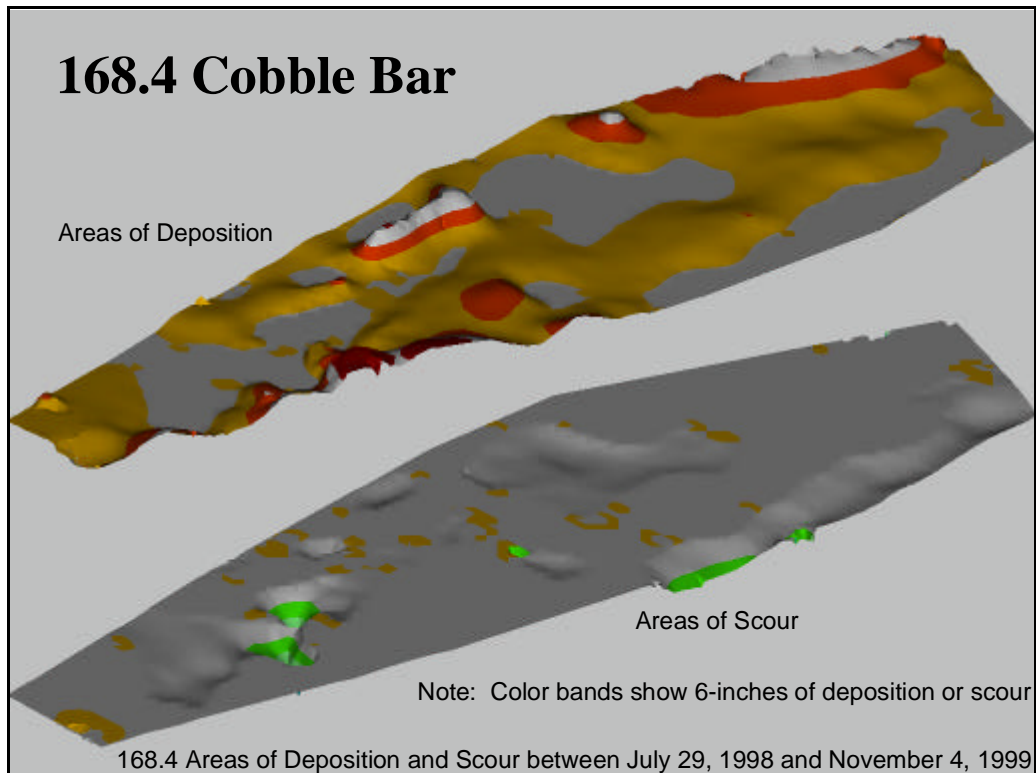 168.4 Cobble Bar
Areas of Deposition
Areas of Scour
Note: Color bands show 6-inches of deposition or scour
168.4 Areas of Deposition and Scour between July 29, 1998 and November 4, 1999